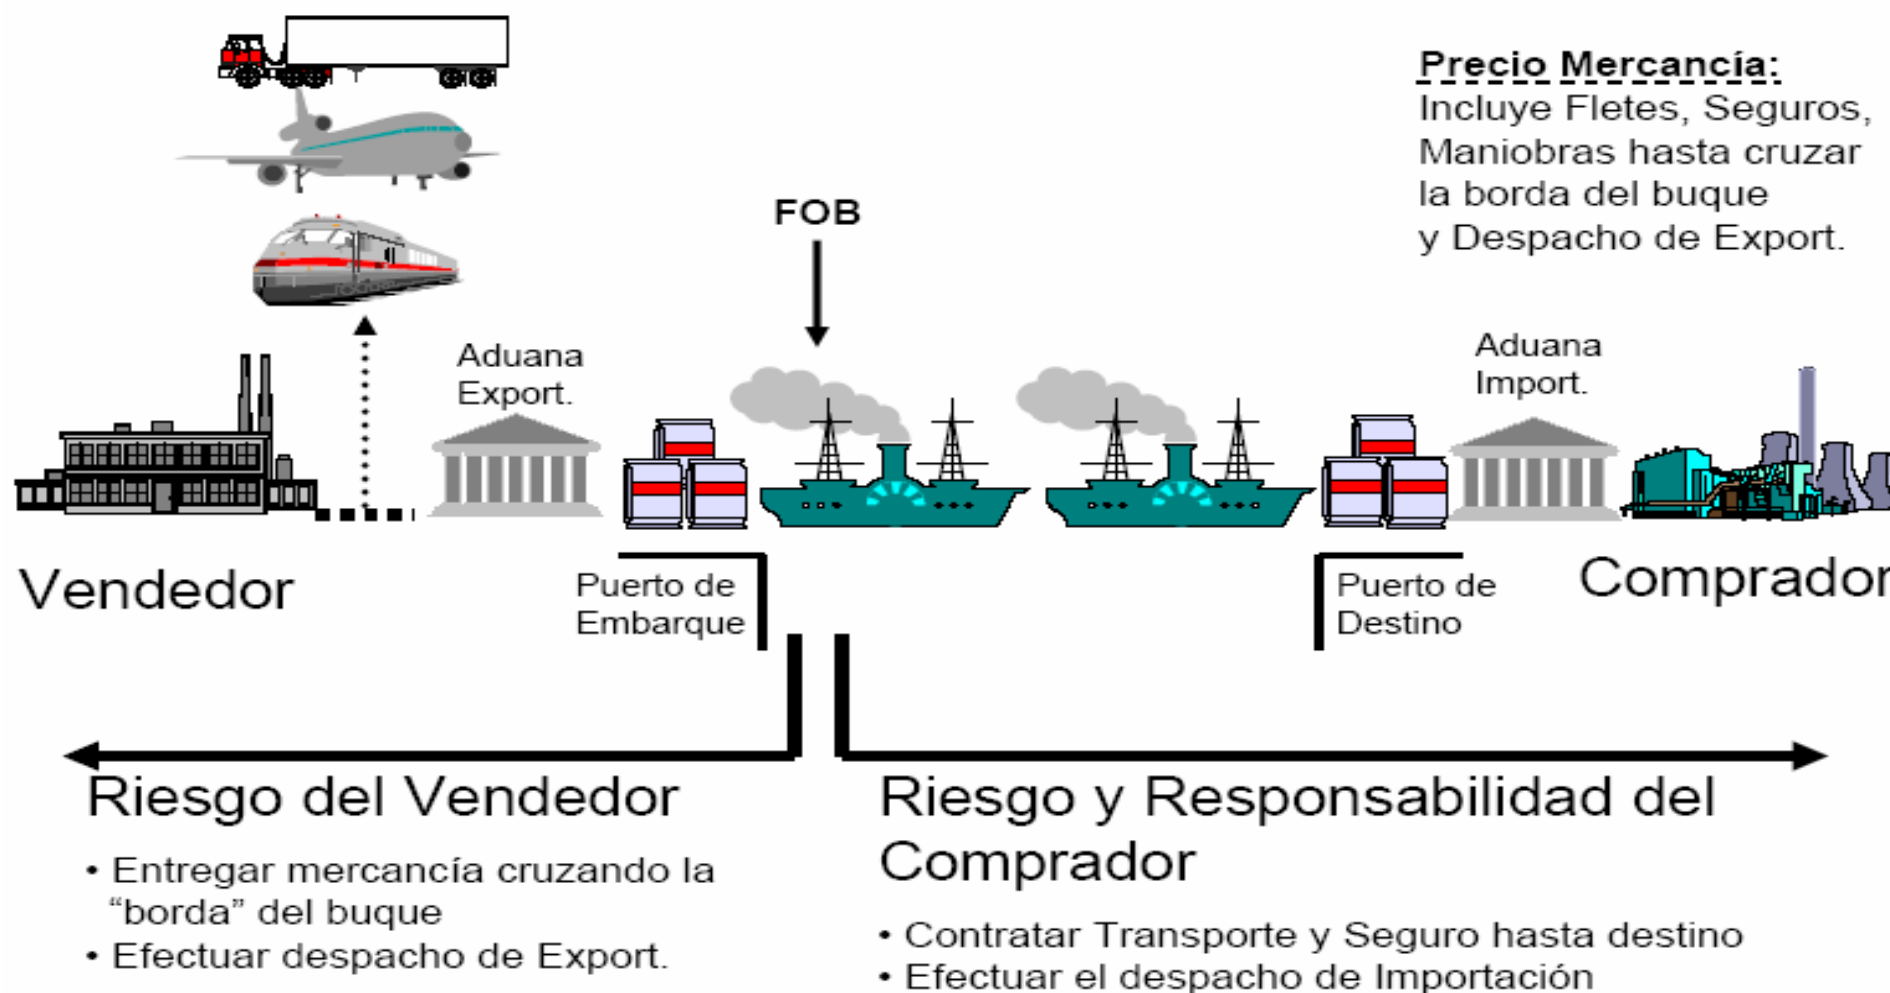 Precio Mercancía:
Incluye Fletes, Seguros,
Maniobras hasta cruzar
la borda del buque
y Despacho de Export.
FOB
Aduana
Export.
Aduana
Import.
Vendedor
Puerto de
Embarque
Puerto de
Destino
Comprador
Riesgo del Vendedor
• Entregar mercancía cruzando la
“borda” del buque
• Efectuar despacho de Export.
Riesgo y Responsabilidad del
Comprador
• Contratar Transporte y Seguro hasta destino
• Efectuar el despacho de Importación